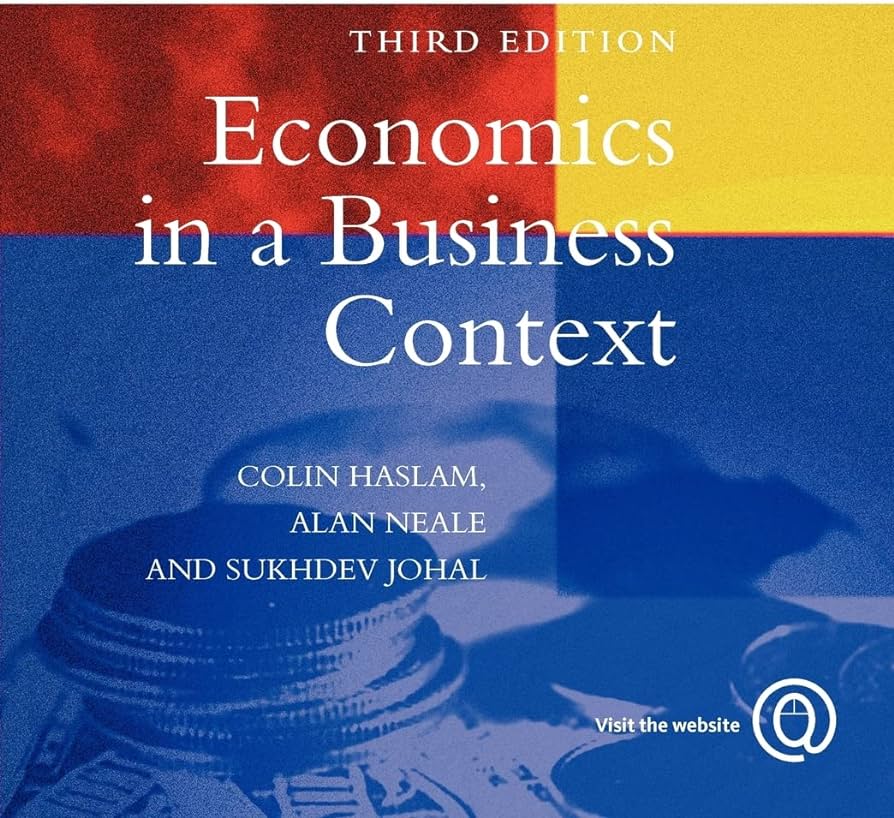 THIRD EDITION
Economics
in a Business
Context
COLIN HASLAM,
ALAN NEALE
AND SUKHDEV JOHAL
Visit the website